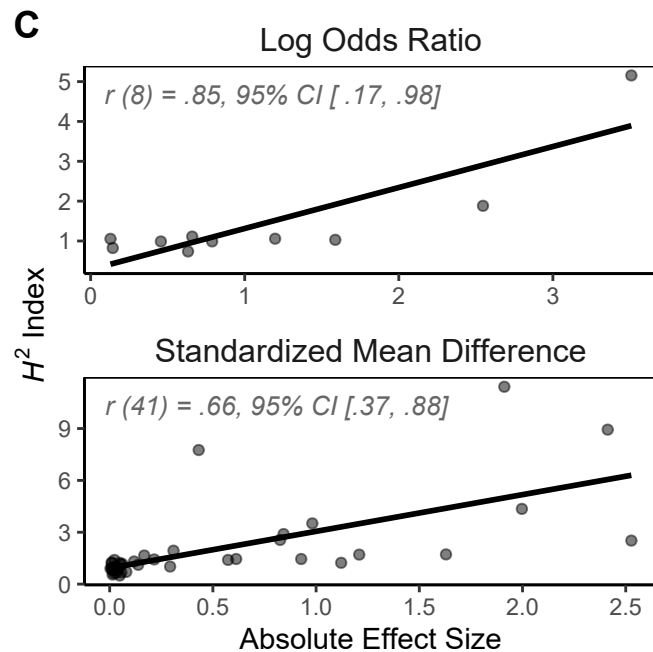 C
Log Odds Ratio
r (8) = .85, 95% CI [ .17, .98]
5
4
3
2
1
0 1 2 3
H² Index
Standardized Mean Difference
r (41) = .66, 95% CI [.37, .88]
9
6
3
0
0.0 0.5 1.0 1.5 2.0 2.5
Absolute Effect Size